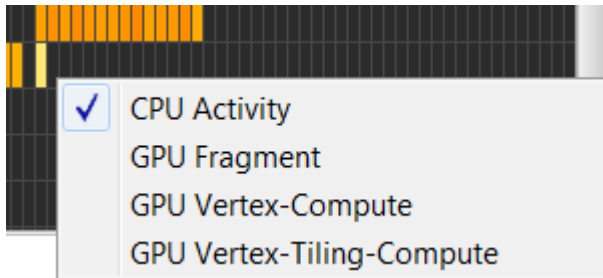 CPU Activity
GPU Fragment
GPU Vertex-Compute
GPU Vertex-Tiling-Compute